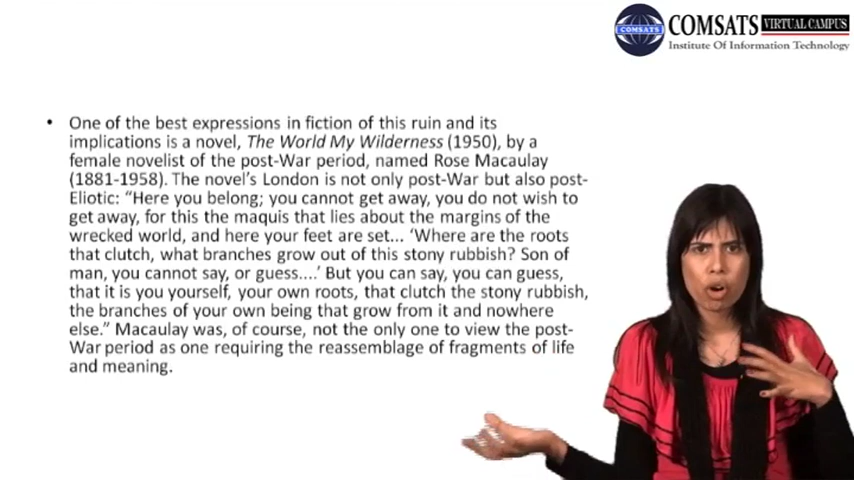 COMSATS VIRTUAL CAMPUS
COMSATS
Institute Of Information Technology
• One of the best expressions in fiction of this ruin and its
implications is a novel, The World My Wilderness (1950), by a
female novelist of the post-War period, named Rose Macaulay
(1881-1958). The novel's London is not only post-War but also post-
Eliotic: “Here you belong; you cannot get away, you do not wish to
get away, for this the maquis that lies about the margins of the
wrecked world, and here your feet are set... ‘Where are the roots
that clutch, what branches grow out of this stony rubbish? Son of
man, you cannot say, or guess....’ But you can say, you can guess,
that it is you yourself, your own roots, that clutch the stony rubbish,
the branches of your own being that grow from it and nowhere
else.” Macaulay was, of course, not the only one to view the post-
War period as one requiring the reassemblage of fragments of life
and meaning.